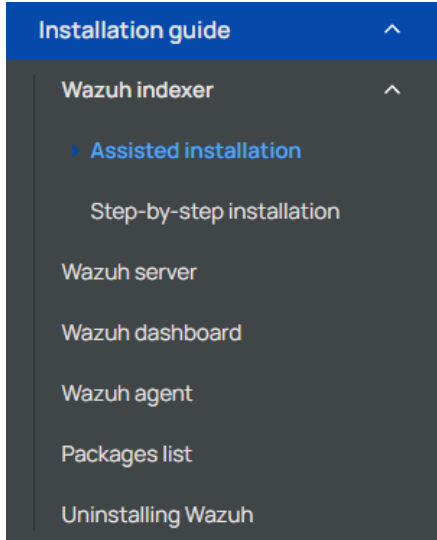 Installation guide
Wazuh indexer
Assisted installation
Step-by-step installation
Wazuh server
Wazuh dashboard
Wazuh agent
Packages list
Uninstalling Wazuh